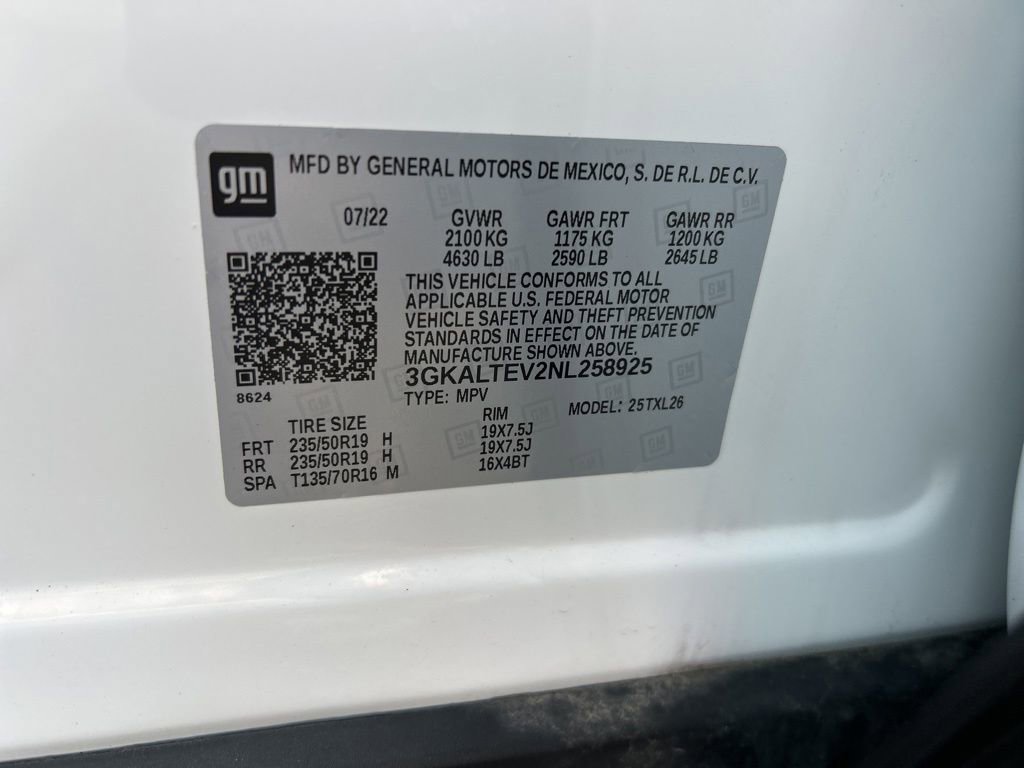 gm
MFD BY GENERAL MOTORS DE MEXICO, S. DE R.L. DE C.V.
07/22 GVWR GAWR FRT GAWR RR
2100 KG 1175 KG 1200 KG
4630 LB 2590 LB 2645 LB
THIS VEHICLE CONFORMS TO ALL
APPLICABLE U.S. FEDERAL MOTOR
VEHICLE SAFETY AND THEFT PREVENTION
STANDARDS IN EFFECT ON THE DATE OF
MANUFACTURE SHOWN ABOVE.
3GKALTEV2NL258925
8624
TYPE: MPV MODEL: 25TXL26
TIRE SIZE RIM
FRT 235/50R19 H 19X7.5J
RR 235/50R19 H 19X7.5J
SPA T135/70R16 M 16X4BT